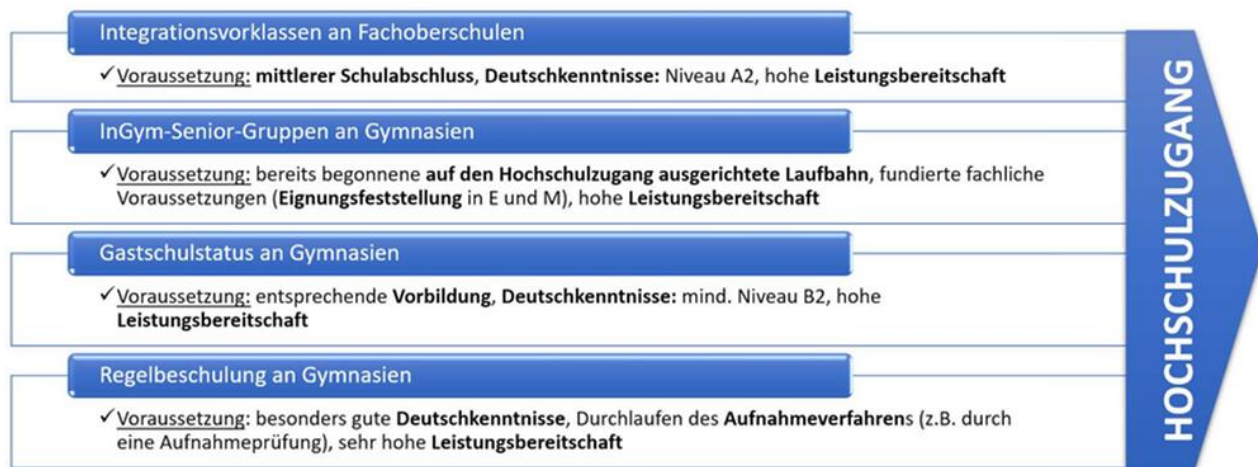 Integrationsvorklassen an Fachoberschulen
✓Voraussetzung: mittlerer Schulabschluss, Deutschkenntnisse: Niveau A2, hohe Leistungsbereitschaft
InGym-Senior-Gruppen an Gymnasien
✓Voraussetzung: bereits begonnene auf den Hochschulzugang ausgerichtete Laufbahn, fundierte fachliche
Voraussetzungen (Eignungsfeststellung in E und M), hohe Leistungsbereitschaft
Gastschulstatus an Gymnasien
✓Voraussetzung: entsprechende Vorbildung, Deutschkenntnisse: mind. Niveau B2, hohe
Leistungsbereitschaft
Regelbeschulung an Gymnasien
✓Voraussetzung: besonders gute Deutschkenntnisse, Durchlaufen des Aufnahmeverfahrens (z.B. durch
eine Aufnahmeprüfung), sehr hohe Leistungsbereitschaft
HOCHSCHULZUGANG